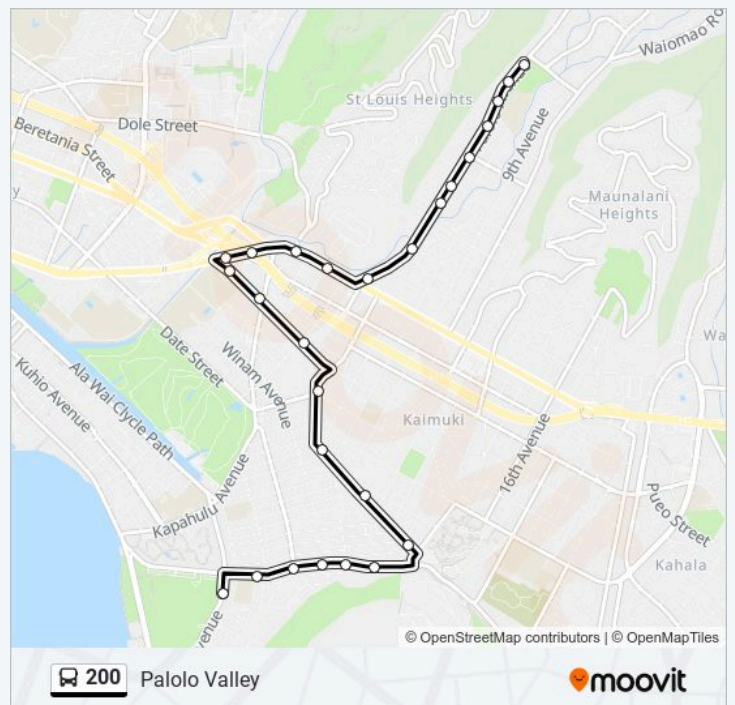 Waiomao Ro
St Louis Heights
Dole Street
Beretania Street
9th Avenue
Maunalani
Heights
y
Wa
Date Street
Winam Avenue
Kuhio Avenue
Ala Wai Clycle Path
Kaimuki
16th Avenue
Kapahulu Avenue
Pueo Street
Kahala
venue
© OpenStreetMap contributors | © OpenMapTiles
200 Palolo Valley
moovit